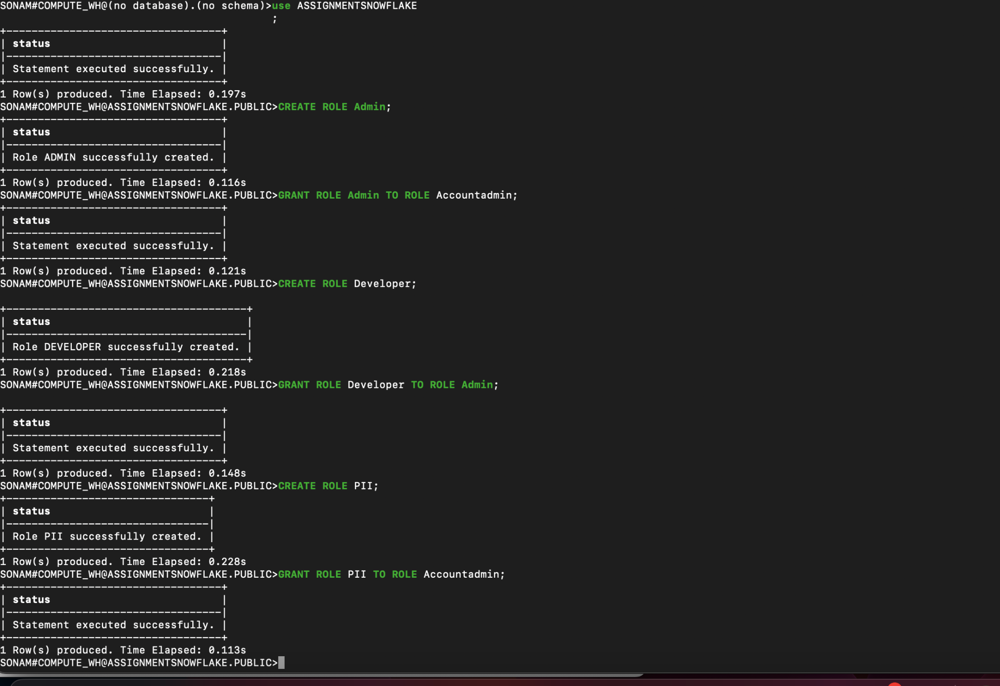 SONAM#COMPUTE_WH@(no database).(no schema)>use ASSIGNMENTSNOWFLAKE
;
+----------------------------------+
| status                           |
|----------------------------------|
| Statement executed successfully. |
+----------------------------------+
1 Row(s) produced. Time Elapsed: 0.197s
SONAM#COMPUTE_WH@ASSIGNMENTSNOWFLAKE.PUBLIC>CREATE ROLE Admin;
+----------------------------------+
| status                           |
|----------------------------------|
| Role ADMIN successfully created. |
+----------------------------------+
1 Row(s) produced. Time Elapsed: 0.116s
SONAM#COMPUTE_WH@ASSIGNMENTSNOWFLAKE.PUBLIC>GRANT ROLE Admin TO ROLE Accountadmin;
+----------------------------------+
| status                           |
|----------------------------------|
| Statement executed successfully. |
+----------------------------------+
1 Row(s) produced. Time Elapsed: 0.121s
SONAM#COMPUTE_WH@ASSIGNMENTSNOWFLAKE.PUBLIC>CREATE ROLE Developer;
+--------------------------------------+
| status                               |
|--------------------------------------|
| Role DEVELOPER successfully created. |
+--------------------------------------+
1 Row(s) produced. Time Elapsed: 0.218s
SONAM#COMPUTE_WH@ASSIGNMENTSNOWFLAKE.PUBLIC>GRANT ROLE Developer TO ROLE Admin;
+----------------------------------+
| status                           |
|----------------------------------|
| Statement executed successfully. |
+----------------------------------+
1 Row(s) produced. Time Elapsed: 0.148s
SONAM#COMPUTE_WH@ASSIGNMENTSNOWFLAKE.PUBLIC>CREATE ROLE PII;
+--------------------------------+
| status                         |
|--------------------------------|
| Role PII successfully created. |
+--------------------------------+
1 Row(s) produced. Time Elapsed: 0.228s
SONAM#COMPUTE_WH@ASSIGNMENTSNOWFLAKE.PUBLIC>GRANT ROLE PII TO ROLE Accountadmin;
+----------------------------------+
| status                           |
|----------------------------------|
| Statement executed successfully. |
+----------------------------------+
1 Row(s) produced. Time Elapsed: 0.113s
SONAM#COMPUTE_WH@ASSIGNMENTSNOWFLAKE.PUBLIC>